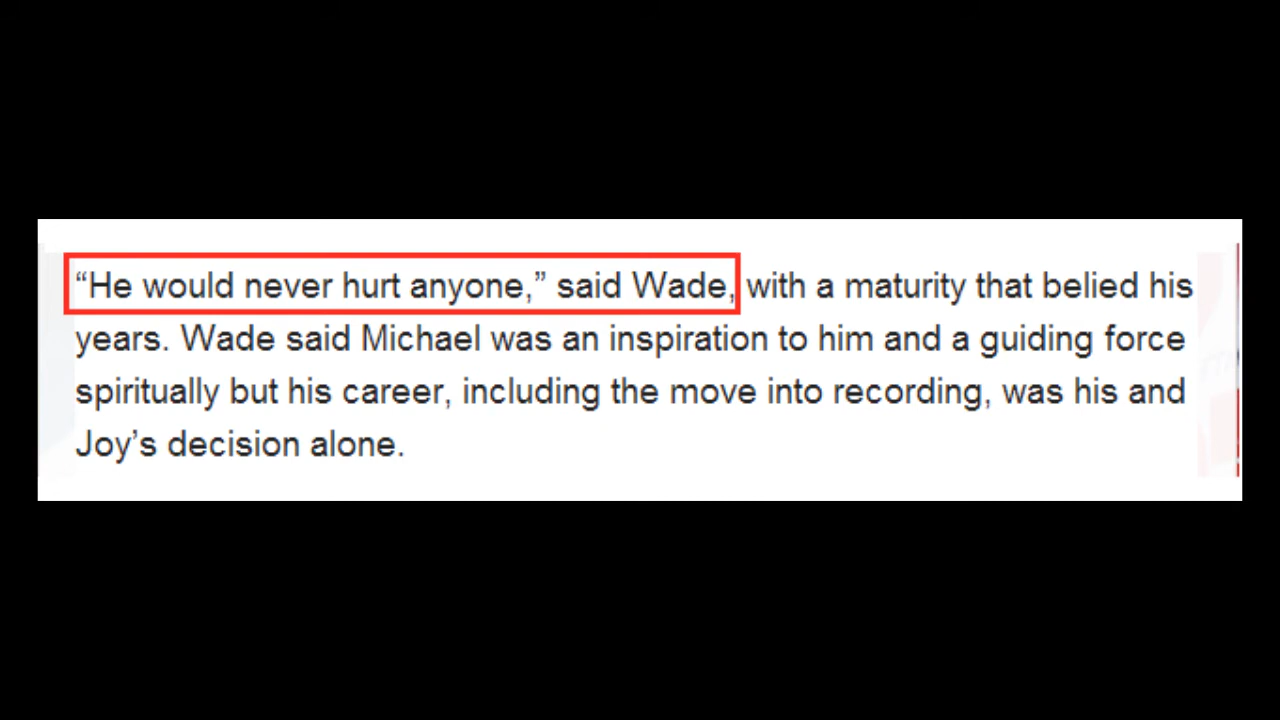 “He would never hurt anyone,” said Wade, with a maturity that belied his
years. Wade said Michael was an inspiration to him and a guiding force
spiritually but his career, including the move into recording, was his and
Joy’s decision alone.